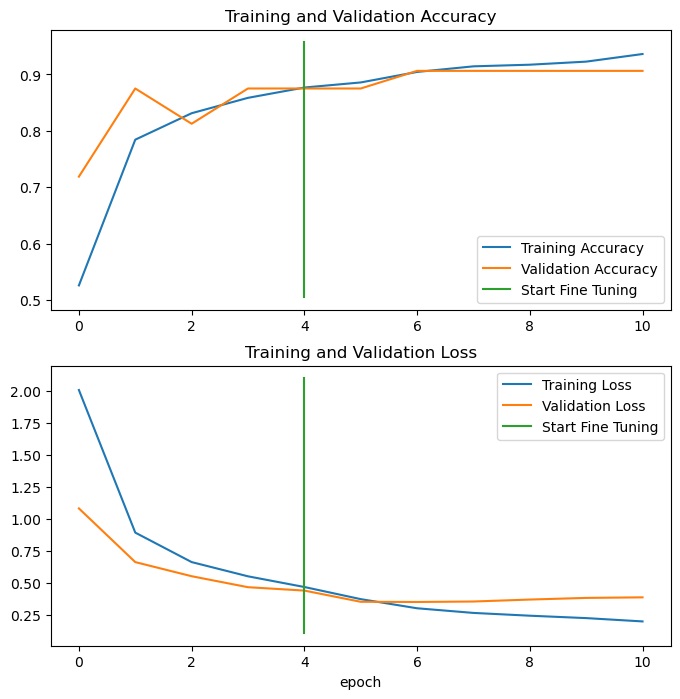 Training and Validation Accuracy
0.9
0.8
0.7
0.6
0.5
Training Accuracy
Validation Accuracy
Start Fine Tuning
0 2 4 6 8 10
Training and Validation Loss
2.00
1.75
1.50
1.25
1.00
0.75
0.50
0.25
Training Loss
Validation Loss
Start Fine Tuning
0 2 4 6 8 10
epoch